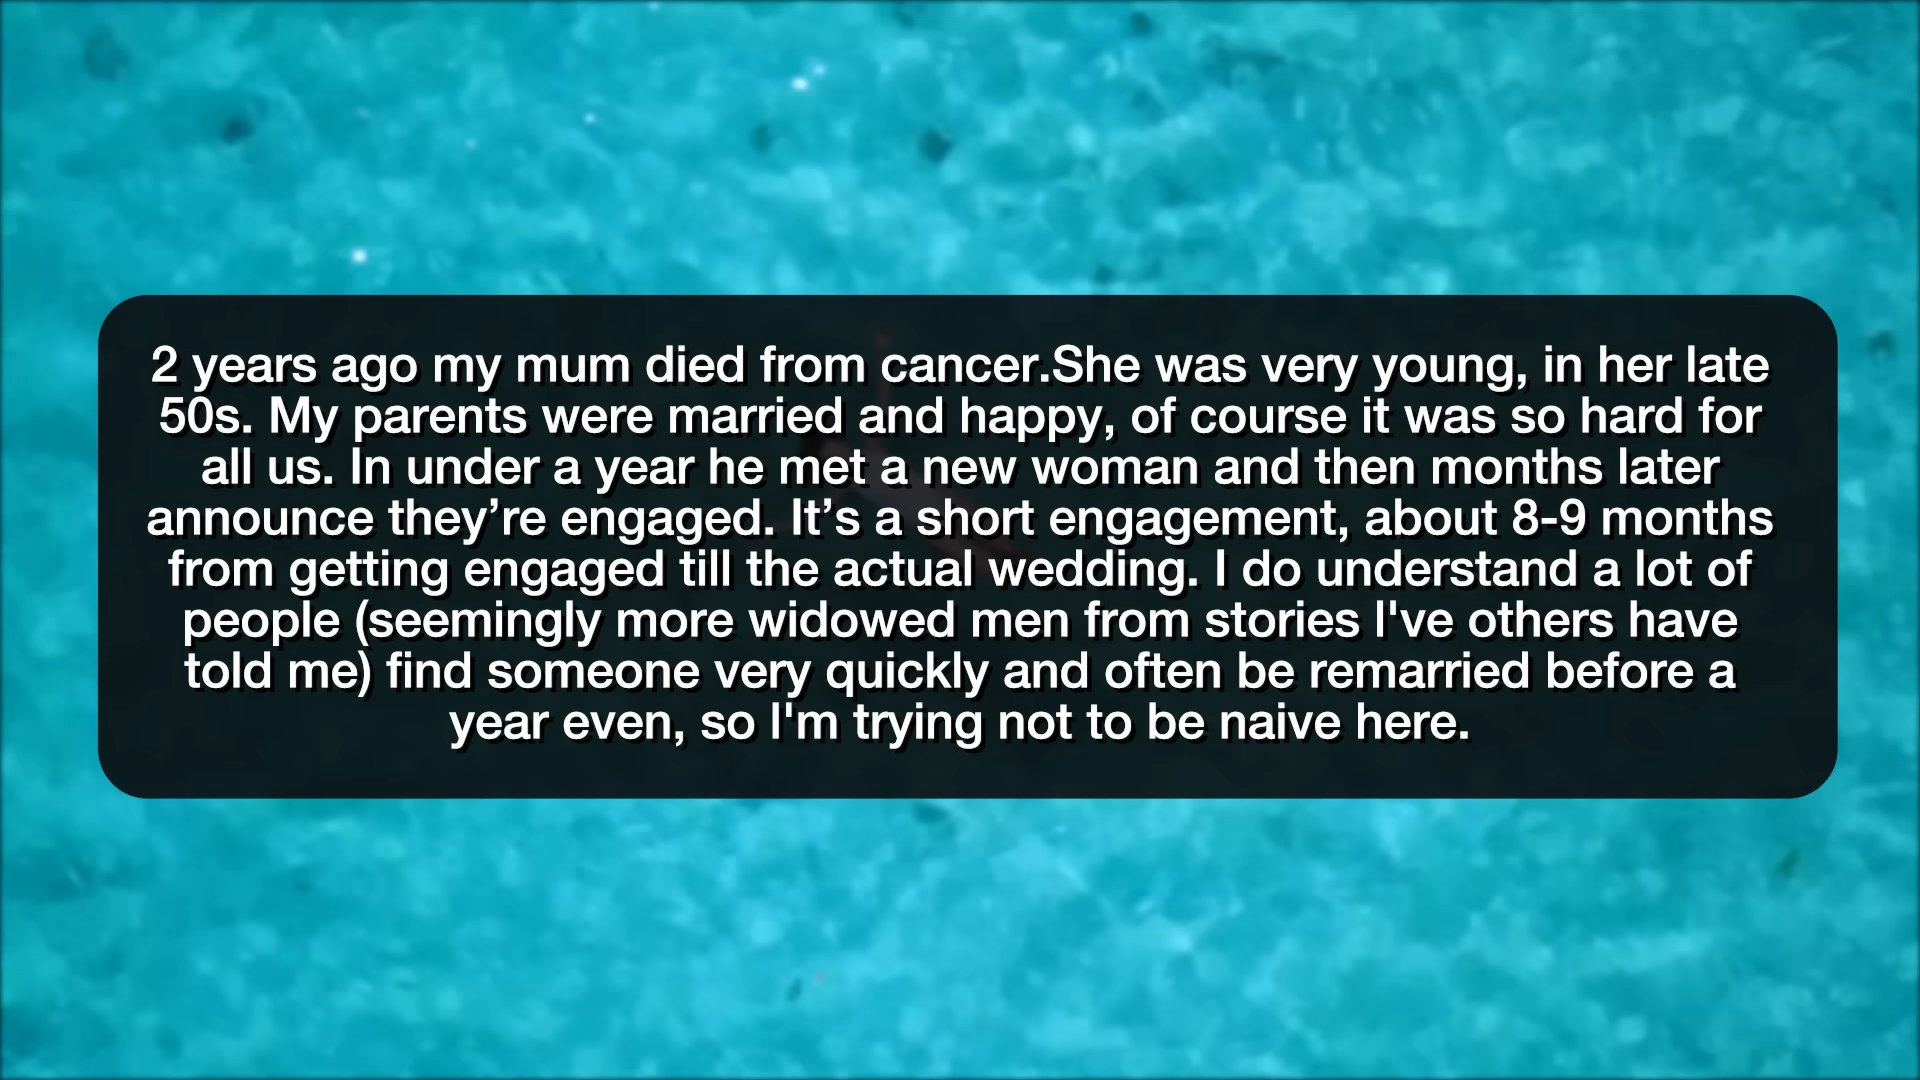 2 years ago my mum died from cancer.She was very young, in her late
50s. My parents were married and happy, of course it was so hard for
all us. In under a year he met a new woman and then months later
announce they’re engaged. It’s a short engagement, about 8-9 months
from getting engaged till the actual wedding. I do understand a lot of
people (seemingly more widowed men from stories I've others have
told me) find someone very quickly and often be remarried before a
year even, so I'm trying not to be naive here.